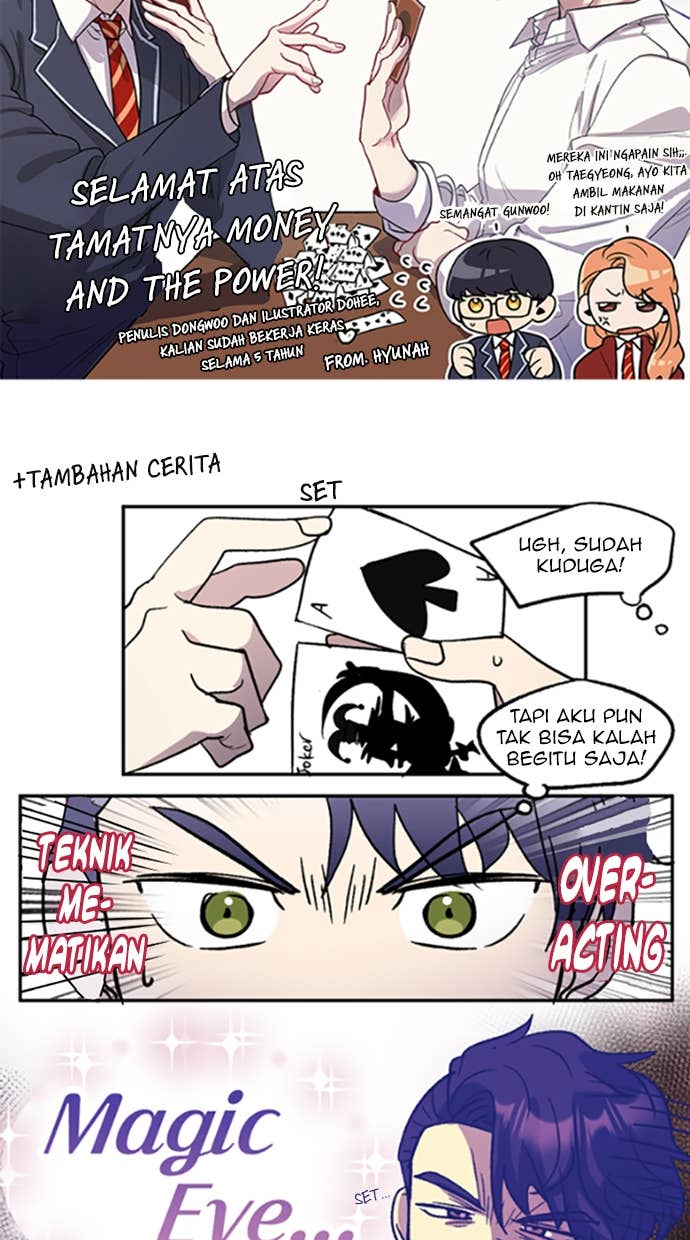 MEREKA INI NGAPAIN SIH;;
OH TAEGYEONG, AYO KITA
AMBIL MAKANAN
DI KANTIN SAJA!
SEMANGAT GUNWOO!
SELAMAT ATAS
TAMATNYA MONEY
AND THE POWER!
PENULIS DONGWOO DAN ILUSTRATOR DOHEE,
KALIAN SUDAH BEKERJA KERAS
SELAMA 5 TAHUN
FROM. HYUNAH
+TAMBAHAN CERITA
SET
UGH, SUDAH
KUDUGA!
A
A
Joker
TAPI AKU PUN
TAK BISA KALAH
BEGITU SAJA!
TEKNIK
ME-
MATIKAN
OVER-
ACTING
Magic
Eye...
SET...